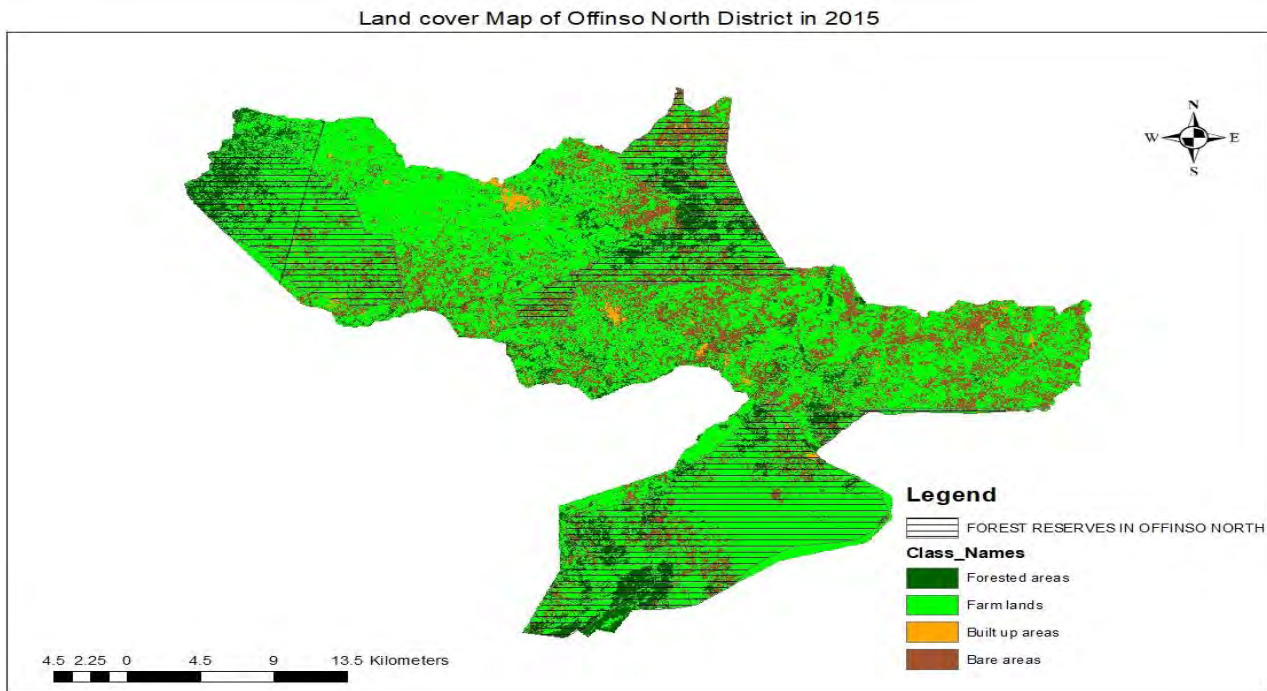 Land cover Map of Offinso North District in 2015
N
W E
S
Legend
FOREST RESERVES IN OFFINSO NORTH
Class_Names
Forested areas
Farm lands
Built up areas
Bare areas
4.5 2.25 0 4.5 9 13.5 Kilometers